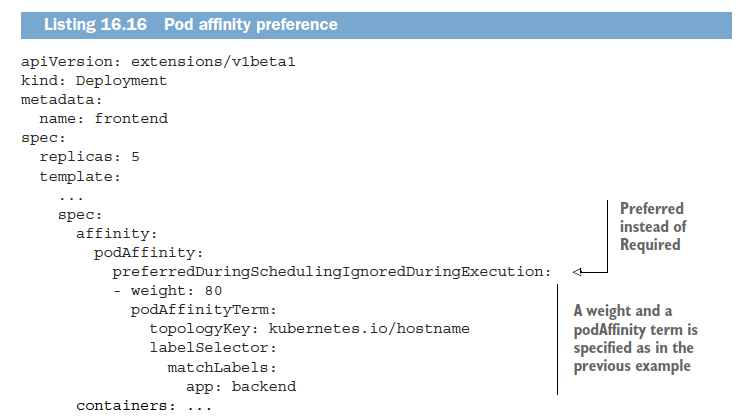 Listing 16.16 Pod affinity preference
apiVersion: extensions/v1beta1
kind: Deployment
metadata:
  name: frontend
spec:
  replicas: 5
  template:
    ...
    spec:
      affinity:
        podAffinity:
          preferredDuringSchedulingIgnoredDuringExecution:
          - weight: 80
            podAffinityTerm:
              topologyKey: kubernetes.io/hostname
              labelSelector:
                matchLabels:
                  app: backend
      containers: ...
Preferred
instead of
Required
A weight and a
podAffinity term is
specified as in the
previous example